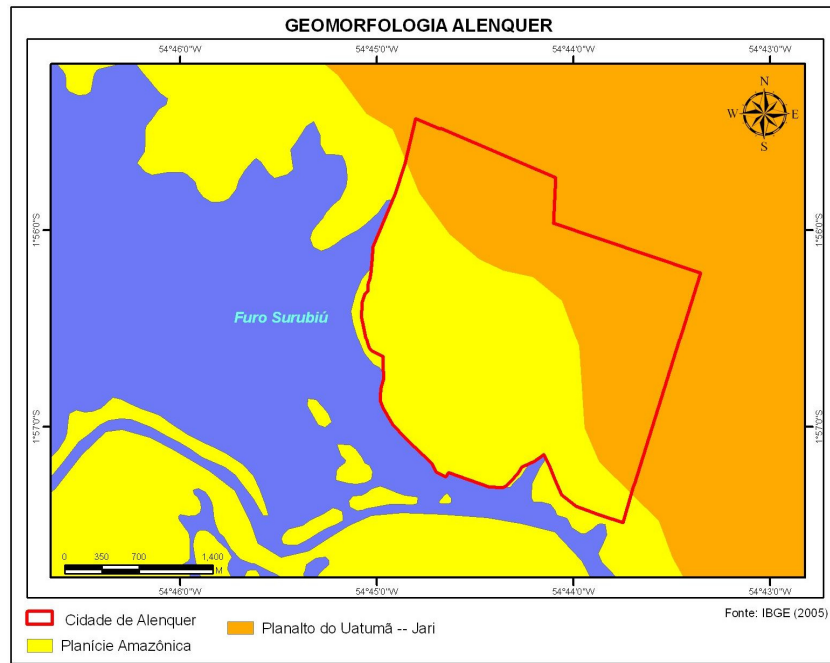 GEOMORFOLOGIA ALENQUER
54°46'0"W 54°45'0"W 54°44'0"W 54°43'0"W
N
W E
S
1°56'0"S 1°56'0"S
Furo Surubiú
1°57'0"S 1°57'0"S
0 350 700 1,400
M
54°46'0"W 54°45'0"W 54°44'0"W 54°43'0"W
Cidade de Alenquer
Planície Amazônica
Planalto do Uatumã -- Jari
Fonte: IBGE (2005)